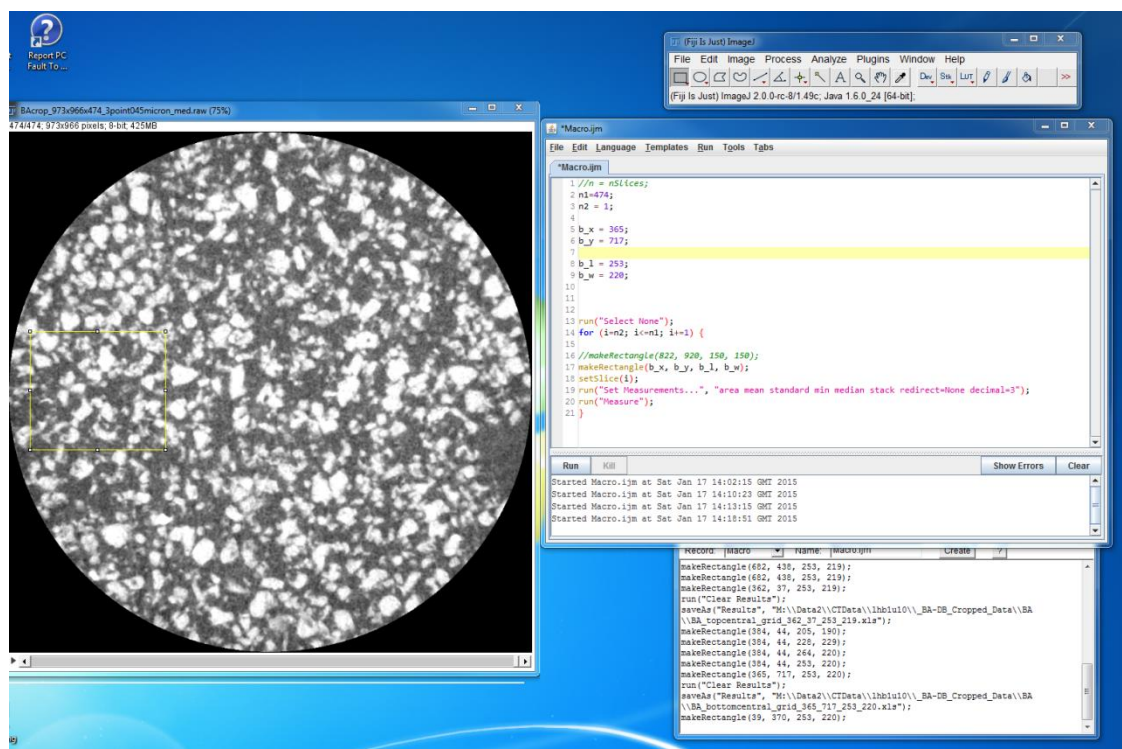 Report PC
Fault To ...
(Fiji Is Just) ImageJ
File Edit Image Process Analyze Plugins Window Help
Dev Stk LUT >>
(Fiji Is Just) ImageJ 2.0.0-rc-8/1.49c; Java 1.6.0_24 [64-bit];
BAcrop_973x966x474_3point045micron_med.raw (75%)
474/474; 973x966 pixels; 8-bit; 425MB
*Macro.ijm
File Edit Language Templates Run Tools Tabs
*Macro.ijm
1 //n = nSlices;
2 n1=474;
3 n2 = 1;
4
5 b_x = 365;
6 b_y = 717;
7
8 b_l = 253;
9 b_w = 220;
10
11
12
13 run("Select None");
14 for (i=n2; i<=n1; i+=1) {
15
16 //makeRectangle(822, 920, 150, 150);
17 makeRectangle(b_x, b_y, b_l, b_w);
18 setSlice(i);
19 run("Set Measurements...", "area mean standard min median stack redirect=None decimal=3");
20 run("Measure");
21 }
Run Kill Show Errors Clear
Started Macro.ijm at Sat Jan 17 14:02:15 GMT 2015
Started Macro.ijm at Sat Jan 17 14:10:23 GMT 2015
Started Macro.ijm at Sat Jan 17 14:13:15 GMT 2015
Started Macro.ijm at Sat Jan 17 14:18:51 GMT 2015
Record: Macro Name: Macro.ijm Create ?
makeRectangle(682, 438, 253, 219);
makeRectangle(682, 438, 253, 219);
makeRectangle(362, 37, 253, 219);
run("Clear Results");
saveAs("Results", "M:\\Data2\\CTData\\lhb1u10\\_BA-DB_Cropped_Data\\BA
\\BA_topcentral_grid_362_37_253_219.xls");
makeRectangle(384, 44, 205, 190);
makeRectangle(384, 44, 228, 229);
makeRectangle(384, 44, 264, 220);
makeRectangle(384, 44, 253, 220);
makeRectangle(365, 717, 253, 220);
run("Clear Results");
saveAs("Results", "M:\\Data2\\CTData\\lhb1u10\\_BA-DB_Cropped_Data\\BA
\\BA_bottomcentral_grid_365_717_253_220.xls");
makeRectangle(39, 370, 253, 220);